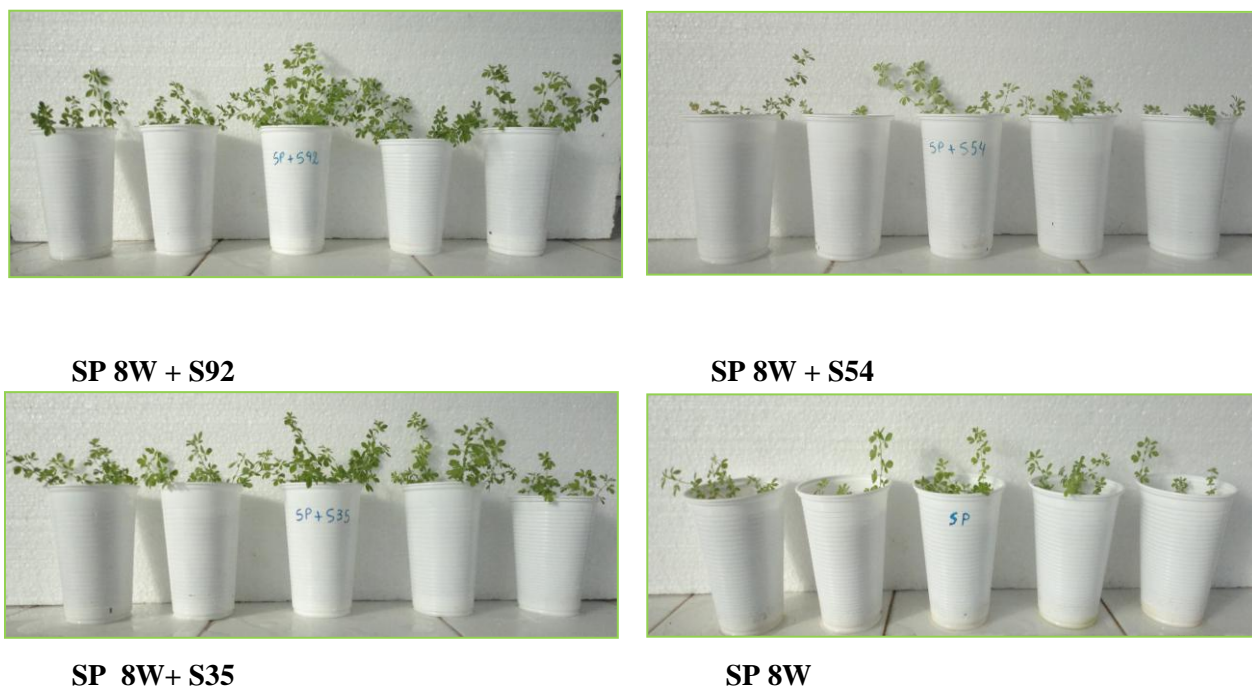 SP+S92
SP+S54
SP 8W + S92
SP 8W + S54
SP+S35
SP
SP 8W+ S35
SP 8W